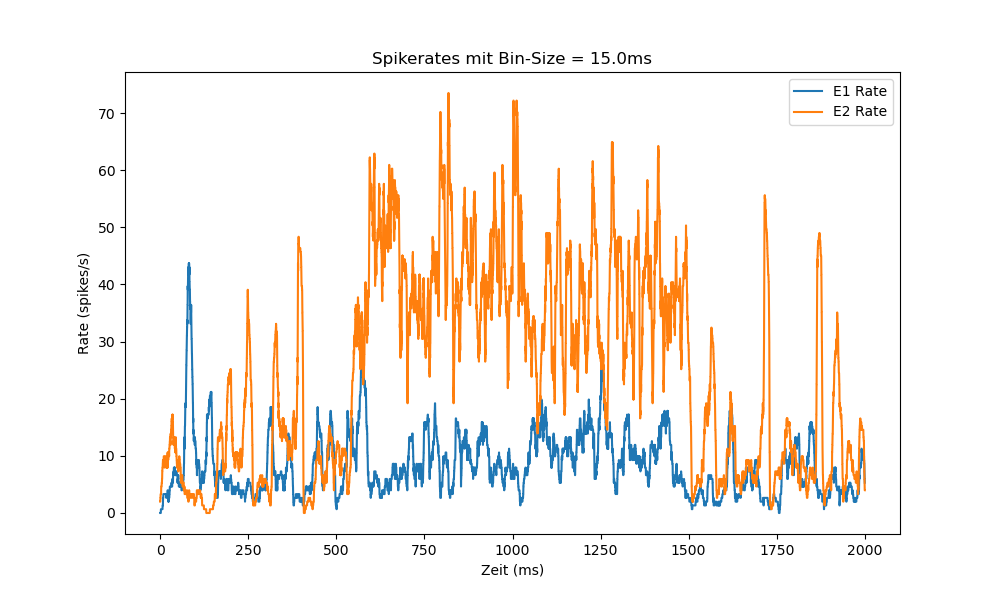 Spikerates mit Bin-Size = 15.0ms
E1 Rate
E2 Rate
70
60
50
40
30
20
10
0
Rate (spikes/s)
0 250 500 750 1000 1250 1500 1750 2000
Zeit (ms)